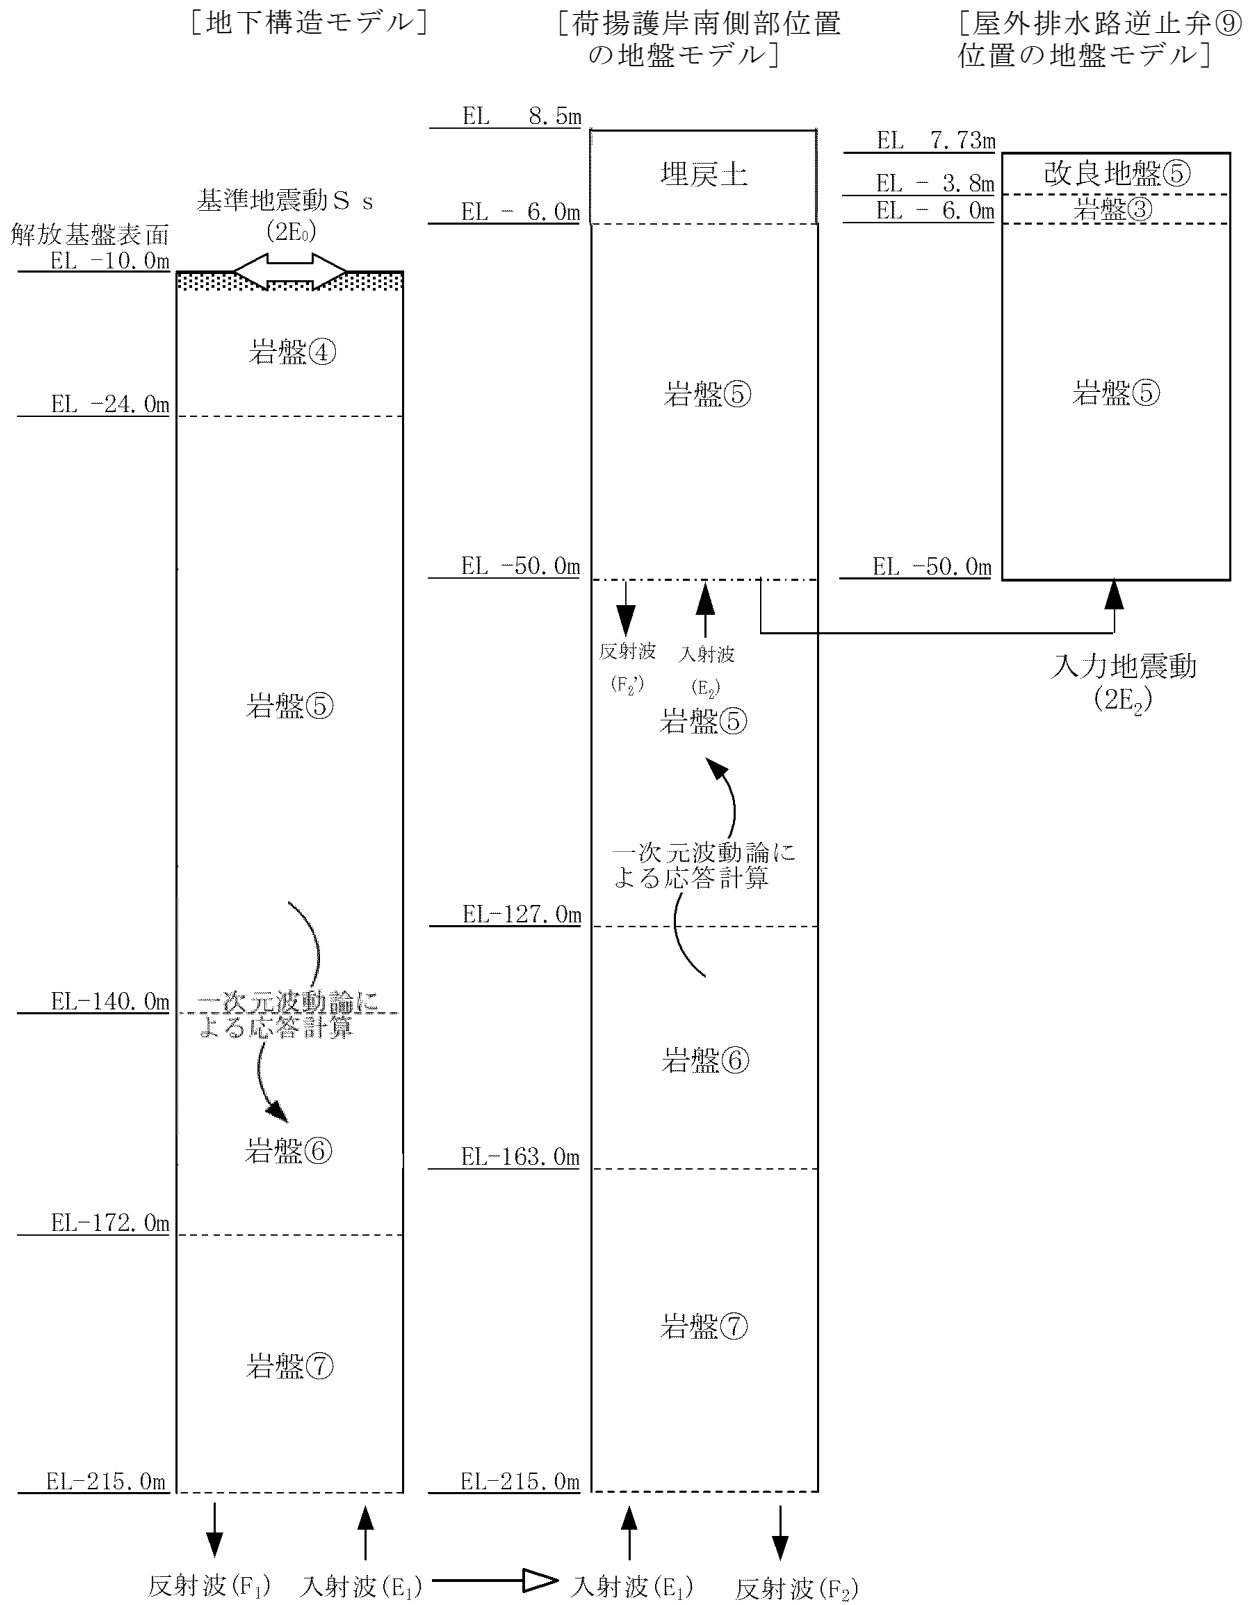 [地下構造モデル]
[荷揚護岸南側部位置
の地盤モデル]
[屋外排水路逆止弁⑨
位置の地盤モデル]
基準地震動Ｓｓ
(2E₀)
解放基盤表面
EL -10.0m
岩盤④
EL -24.0m
岩盤⑤
EL-140.0m
一次元波動論に
よる応答計算
岩盤⑥
EL-172.0m
岩盤⑦
EL-215.0m
反射波(F₁)
入射波(E₁)
EL 8.5m
埋戻土
EL - 6.0m
岩盤⑤
EL -50.0m
反射波
(F₂')
入射波
(E₂)
岩盤⑤
一次元波動論に
よる応答計算
EL-127.0m
岩盤⑥
EL-163.0m
岩盤⑦
EL-215.0m
入射波(E₁)
反射波(F₂)
EL 7.73m
改良地盤⑤
EL - 3.8m
岩盤③
EL - 6.0m
岩盤⑤
EL -50.0m
入力地震動
(2E₂)